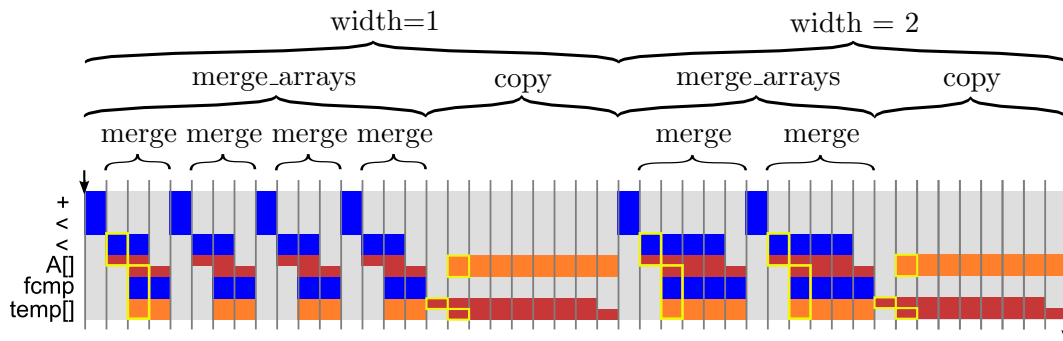 width=1 width = 2
merge_arrays copy merge_arrays copy
merge merge merge merge merge merge
+
<
<
A[]
fcmp
temp[]